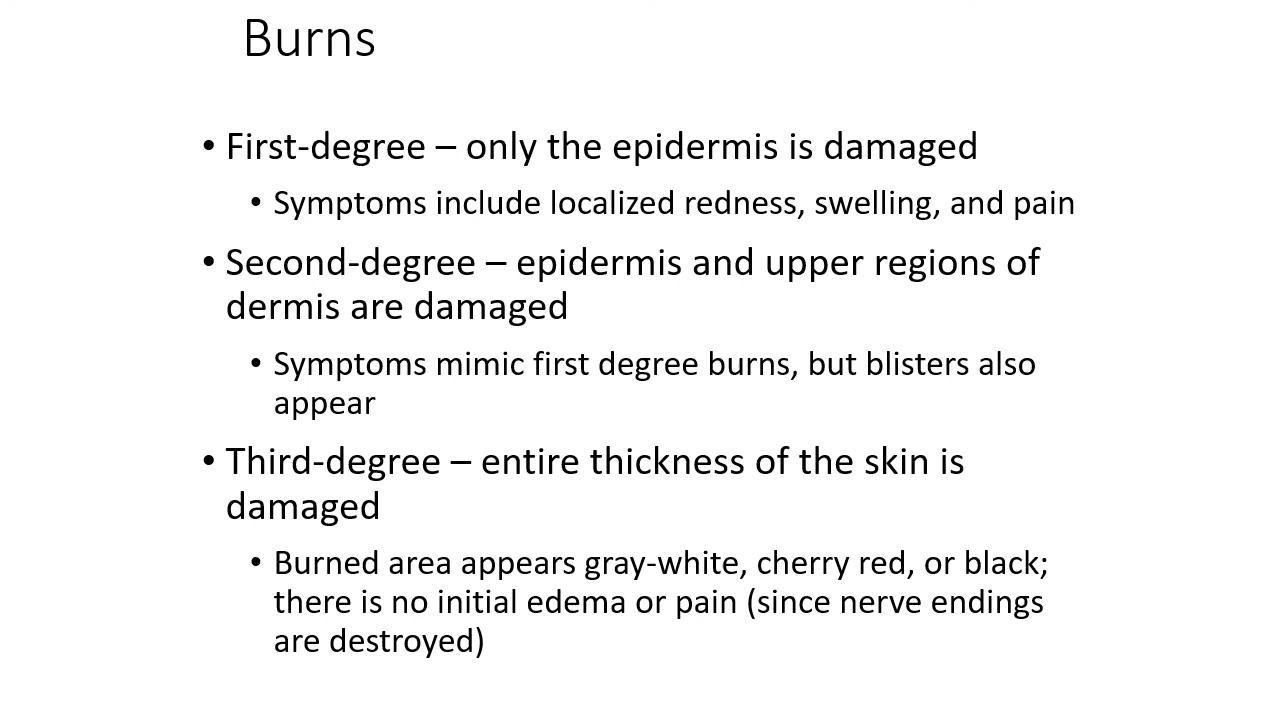 Burns
• First-degree – only the epidermis is damaged
• Symptoms include localized redness, swelling, and pain
• Second-degree – epidermis and upper regions of
dermis are damaged
• Symptoms mimic first degree burns, but blisters also
appear
• Third-degree – entire thickness of the skin is
damaged
• Burned area appears gray-white, cherry red, or black;
there is no initial edema or pain (since nerve endings
are destroyed)